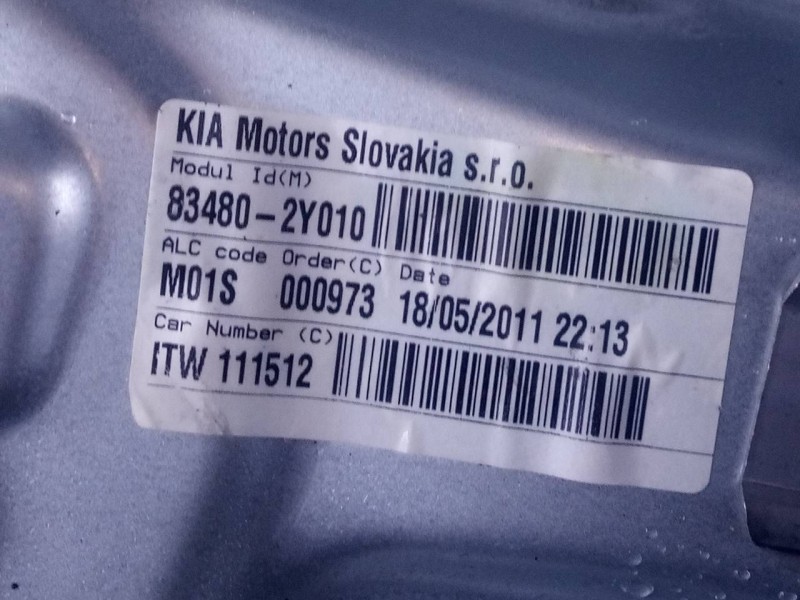 KIA Motors Slovakia s.r.o.
Modul Id(M)
83480-2Y010
ALC code Order(C) Date
M01S 000973 18/05/2011 22:13
Car Number (C)
ITW 111512